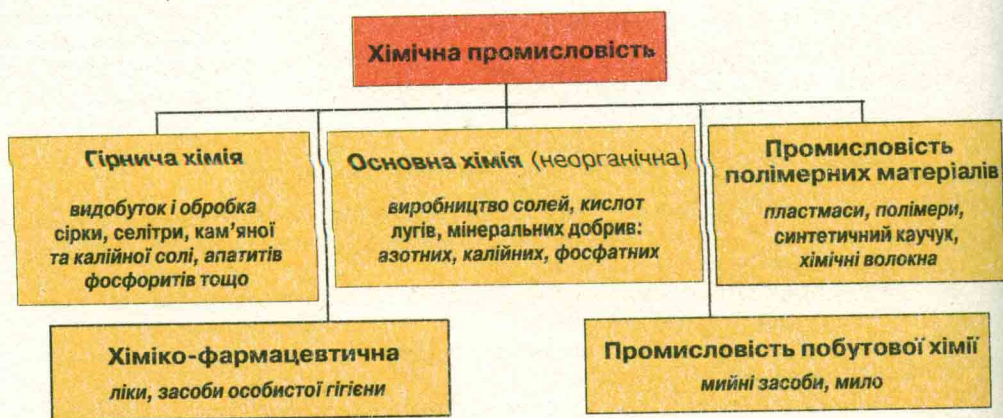 Хімічна промисловість
Гірнича хімія
видобуток і обробка
сірки, селітри, кам’яної
та калійної солі, апатитів
фосфоритів тощо
Основна хімія (неорганічна)
виробництво солей, кислот
лугів, мінеральних добрив:
азотних, калійних, фосфатних
Промисловість
полімерних матеріалів
пластмаси, полімери,
синтетичний каучук,
хімічні волокна
Хіміко-фармацевтична
ліки, засоби особистої гігієни
Промисловість побутової хімії
мийні засоби, мило